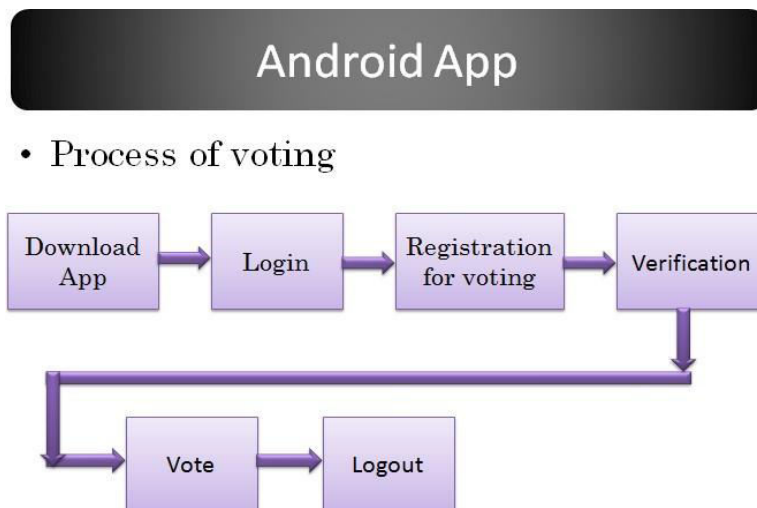 Android App
• Process of voting
Download
App
Login
Registration
for voting
Verification
Vote
Logout